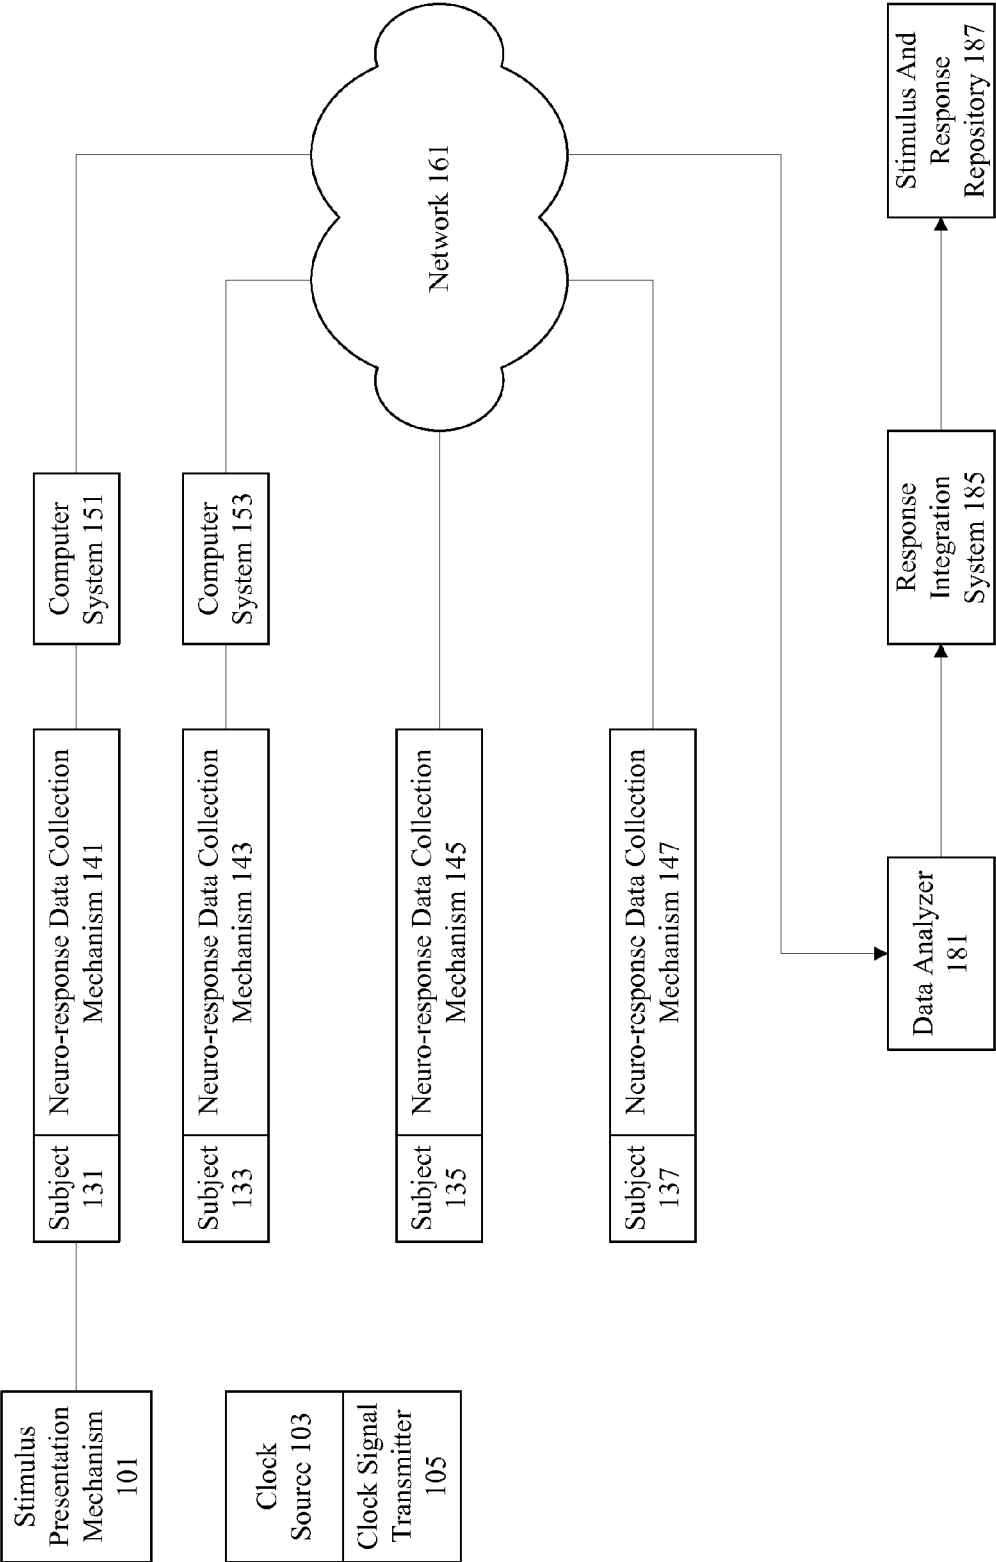 Stimulus
Presentation
Mechanism
101
Subject
131
Neuro-response Data Collection
Mechanism 141
Computer
System 151
Subject
133
Neuro-response Data Collection
Mechanism 143
Computer
System 153
Clock
Source 103
Clock Signal
Transmitter
105
Subject
135
Neuro-response Data Collection
Mechanism 145
Network 161
Subject
137
Neuro-response Data Collection
Mechanism 147
Data Analyzer
181
Response
Integration
System 185
Stimulus And
Response
Repository 187